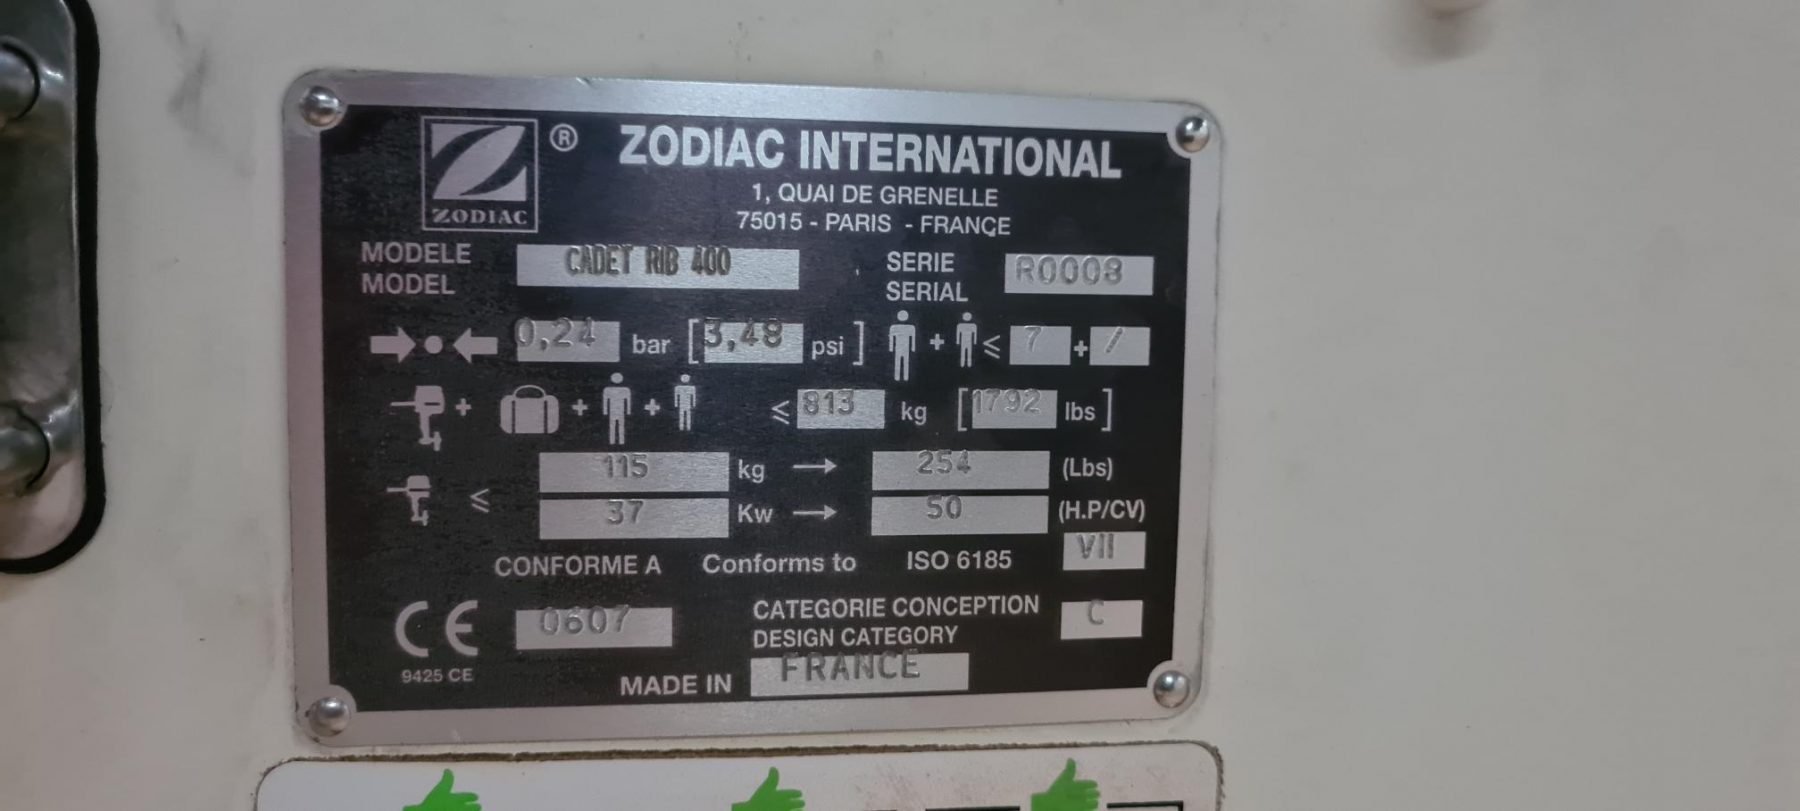 ZODIAC ® ZODIAC INTERNATIONAL
1, QUAI DE GRENELLE
75015 - PARIS - FRANCE
MODELE
MODEL
CADET RIB 400
SERIE
SERIAL
R0008
0,24 bar [3,48 psi] + ≤ 7 + /
+ + + ≤ 813 kg [1792 lbs]
≤ 115 kg → 254 (Lbs)
37 Kw → 50 (H.P/CV)
CONFORME A Conforms to ISO 6185 VII
CE 0607
9425 CE
CATEGORIE CONCEPTION
DESIGN CATEGORY
C
MADE IN FRANCE